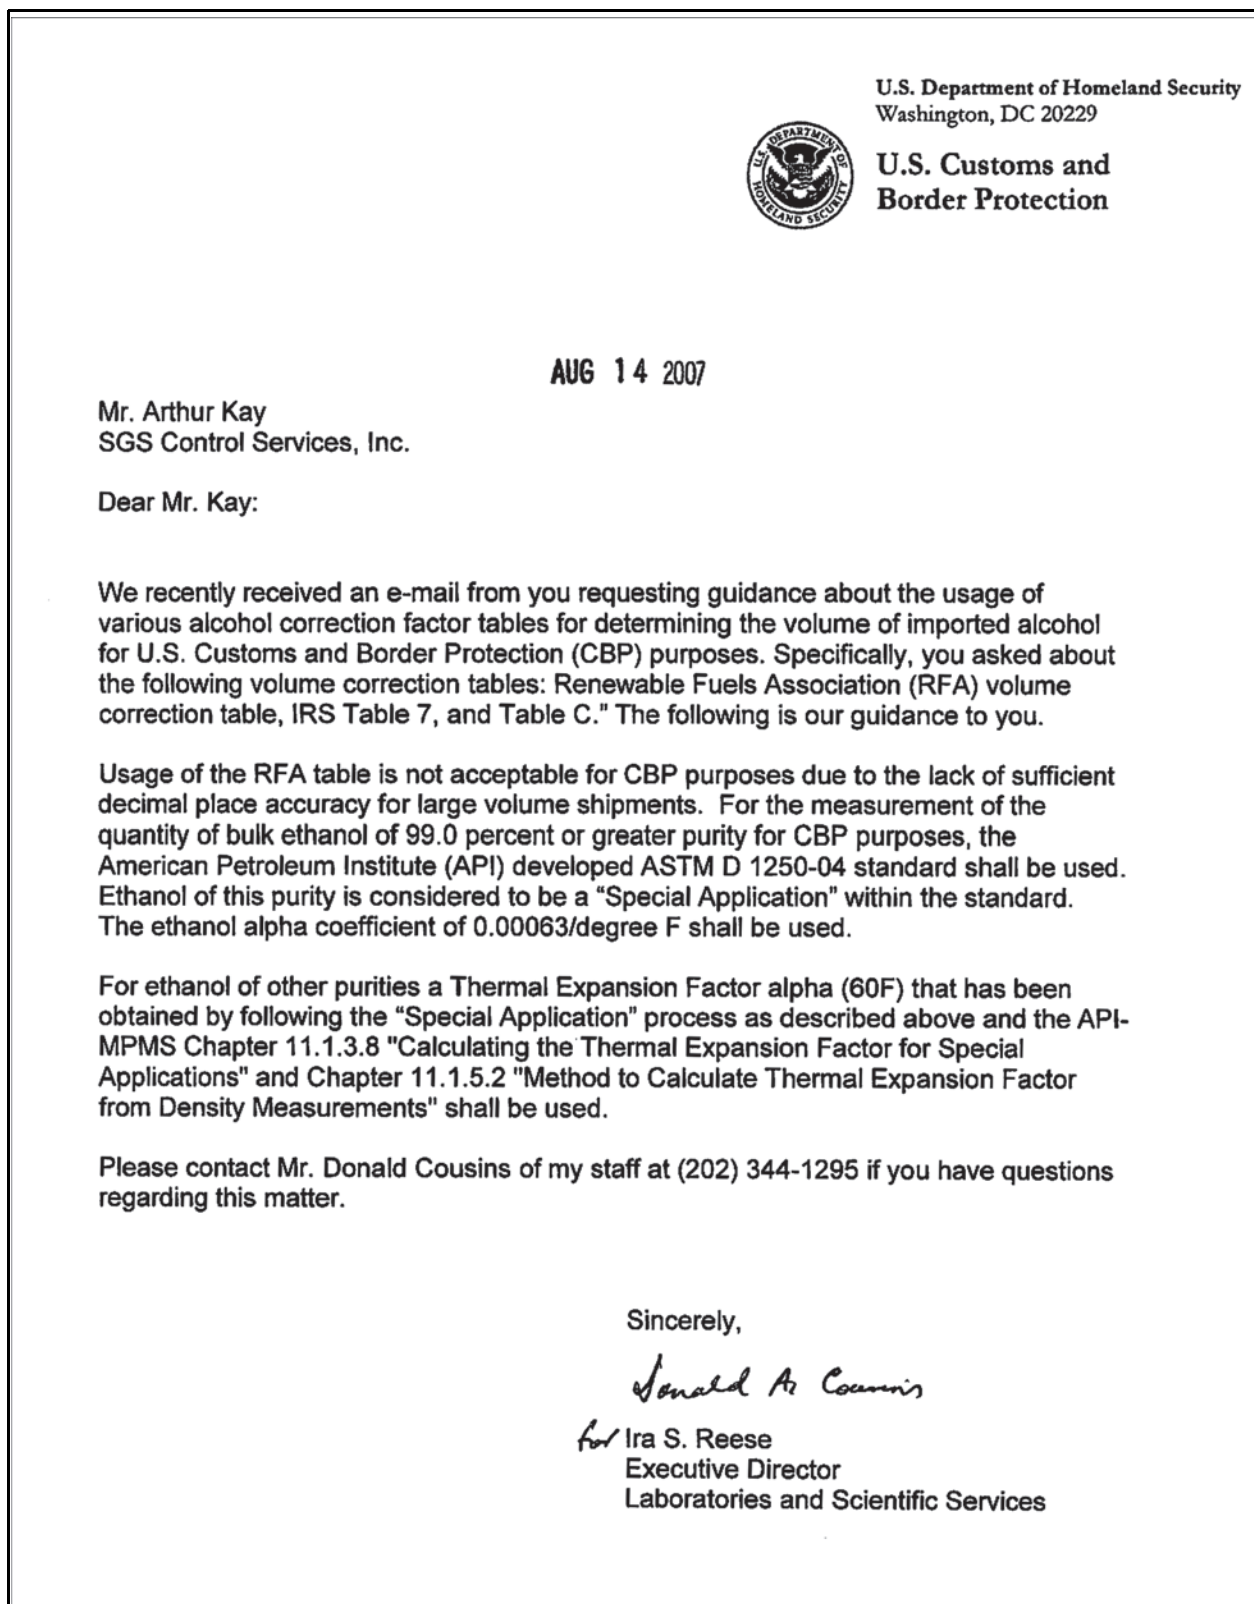 U.S. Department of Homeland Security
Washington, DC 20229
U.S. DEPARTMENT OF
HOMELAND SECURITY
U.S. Customs and
Border Protection
AUG 14 2007
Mr. Arthur Kay
SGS Control Services, Inc.
Dear Mr. Kay:
We recently received an e-mail from you requesting guidance about the usage of
various alcohol correction factor tables for determining the volume of imported alcohol
for U.S. Customs and Border Protection (CBP) purposes. Specifically, you asked about
the following volume correction tables: Renewable Fuels Association (RFA) volume
correction table, IRS Table 7, and Table C." The following is our guidance to you.
Usage of the RFA table is not acceptable for CBP purposes due to the lack of sufficient
decimal place accuracy for large volume shipments.  For the measurement of the
quantity of bulk ethanol of 99.0 percent or greater purity for CBP purposes, the
American Petroleum Institute (API) developed ASTM D 1250-04 standard shall be used.
Ethanol of this purity is considered to be a “Special Application” within the standard.
The ethanol alpha coefficient of 0.00063/degree F shall be used.
For ethanol of other purities a Thermal Expansion Factor alpha (60F) that has been
obtained by following the “Special Application” process as described above and the API-
MPMS Chapter 11.1.3.8 "Calculating the Thermal Expansion Factor for Special
Applications" and Chapter 11.1.5.2 "Method to Calculate Thermal Expansion Factor
from Density Measurements" shall be used.
Please contact Mr. Donald Cousins of my staff at (202) 344-1295 if you have questions
regarding this matter.
Sincerely,
Donald A. Cousins
for Ira S. Reese
Executive Director
Laboratories and Scientific Services